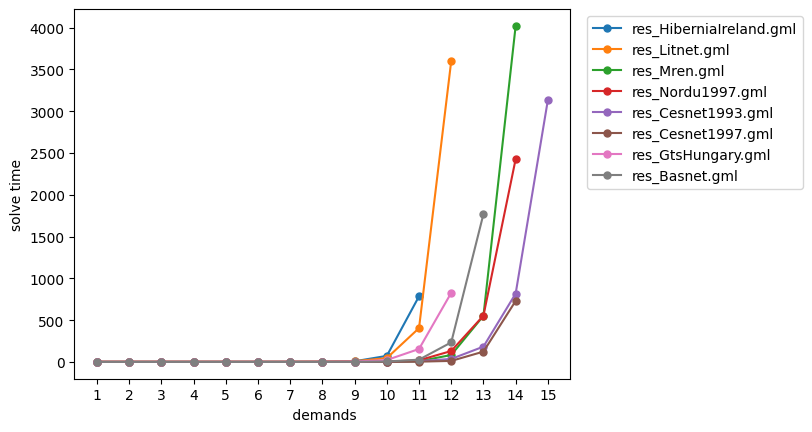 4000
3500
3000
2500
2000
1500
1000
500
0
solve time
1 2 3 4 5 6 7 8 9 10 11 12 13 14 15
demands
res_HiberniaIreland.gml
res_Litnet.gml
res_Mren.gml
res_Nordu1997.gml
res_Cesnet1993.gml
res_Cesnet1997.gml
res_GtsHungary.gml
res_Basnet.gml